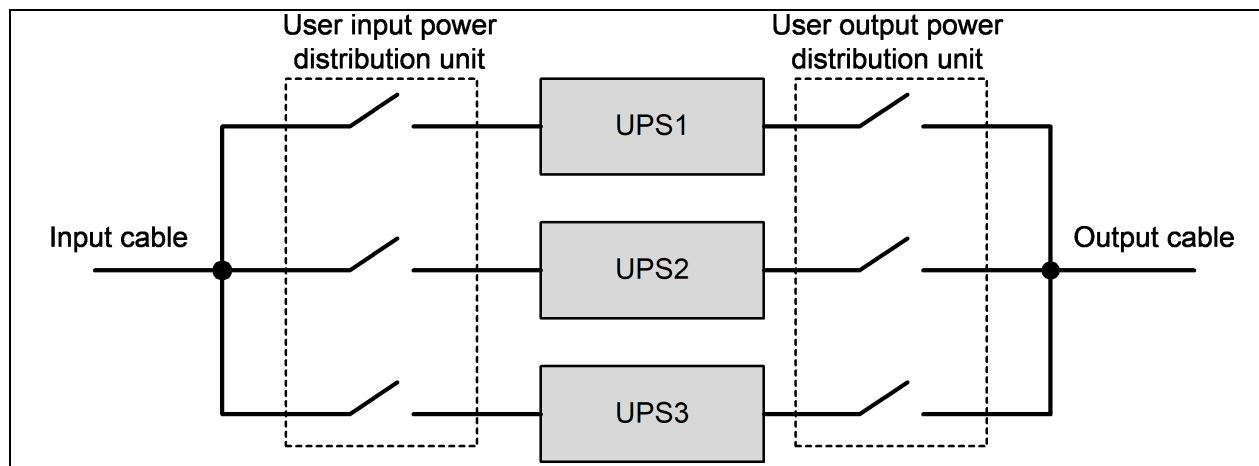 User input power
distribution unit
User output power
distribution unit
UPS1
Input cable
UPS2
Output cable
UPS3